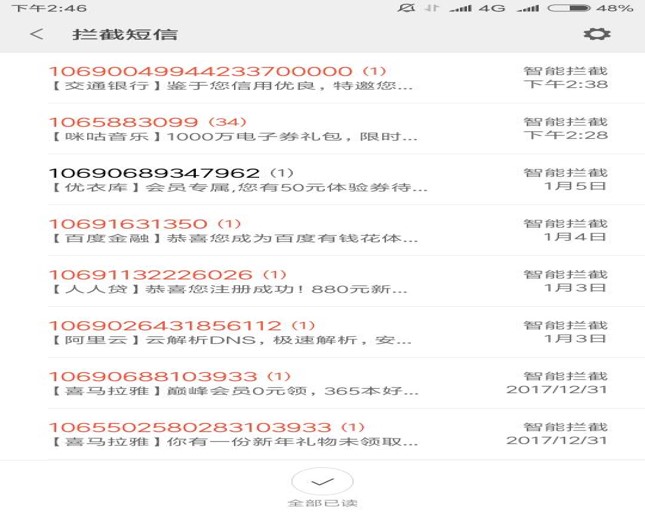 下午2:46
4G
48%
拦截短信
10690049944233700000 (1)
智能拦截
【交通银行】鉴于您信用优良，特邀您...
下午2:38
1065883099 (34)
智能拦截
【咪咕音乐】1000万电子券礼包，限时...
下午2:28
10690689347962 (1)
智能拦截
【优衣库】会员专属,您有50元体验券待...
1月5日
10691631350 (1)
智能拦截
【百度金融】恭喜您成为百度有钱花体...
1月4日
10691132226026 (1)
智能拦截
【人人贷】恭喜您注册成功！880元新...
1月3日
1069026431856112 (1)
智能拦截
【阿里云】云解析DNS，极速解析，安...
1月3日
10690688103933 (1)
智能拦截
【喜马拉雅】巅峰会员0元领，365本好...
2017/12/31
1065502580283103933 (1)
智能拦截
【喜马拉雅】你有一份新年礼物未领取...
2017/12/31
全部已读